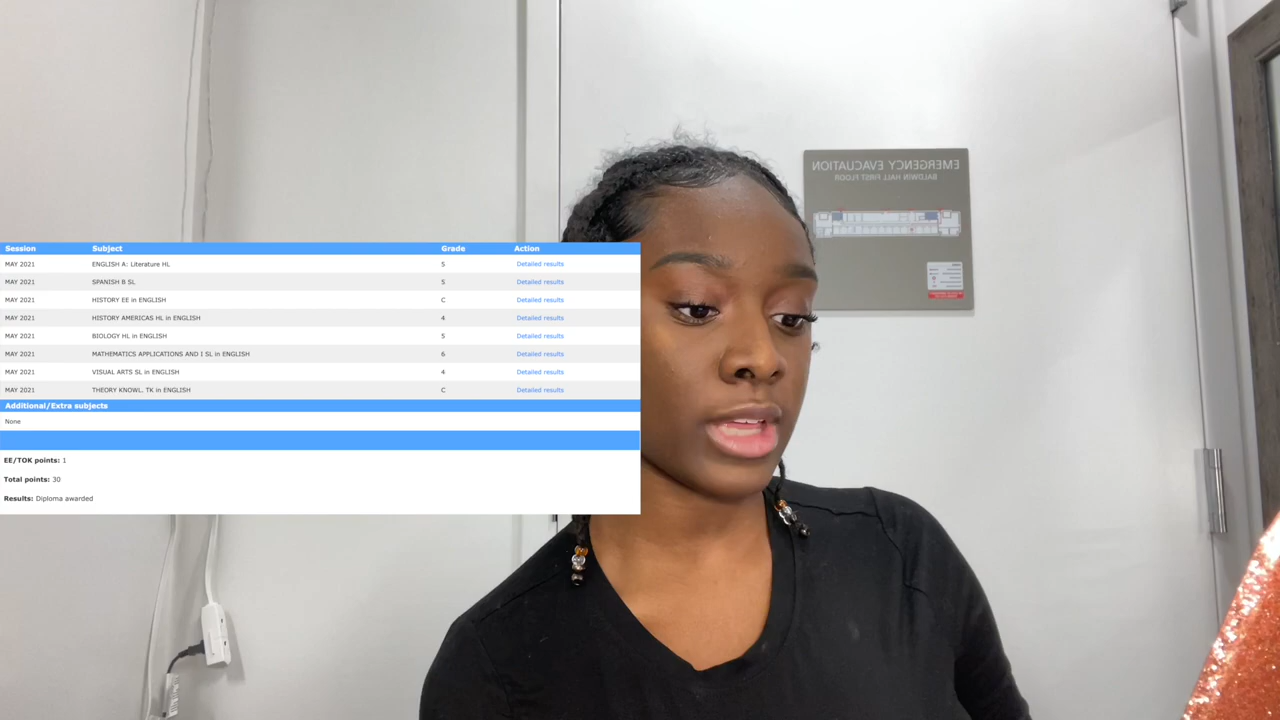 Session Subject Grade Action
MAY 2021 ENGLISH A: Literature HL 5 Detailed results
MAY 2021 SPANISH B SL 5 Detailed results
MAY 2021 HISTORY EE in ENGLISH C Detailed results
MAY 2021 HISTORY AMERICAS HL in ENGLISH 4 Detailed results
MAY 2021 BIOLOGY HL in ENGLISH 5 Detailed results
MAY 2021 MATHEMATICS APPLICATIONS AND I SL in ENGLISH 6 Detailed results
MAY 2021 VISUAL ARTS SL in ENGLISH 4 Detailed results
MAY 2021 THEORY KNOWL. TK in ENGLISH C Detailed results
Additional/Extra subjects
None
EE/TOK points: 1
Total points: 30
Results: Diploma awarded
EMERGENCY EVACUATION
BALDWIN HALL FIRST FLOOR